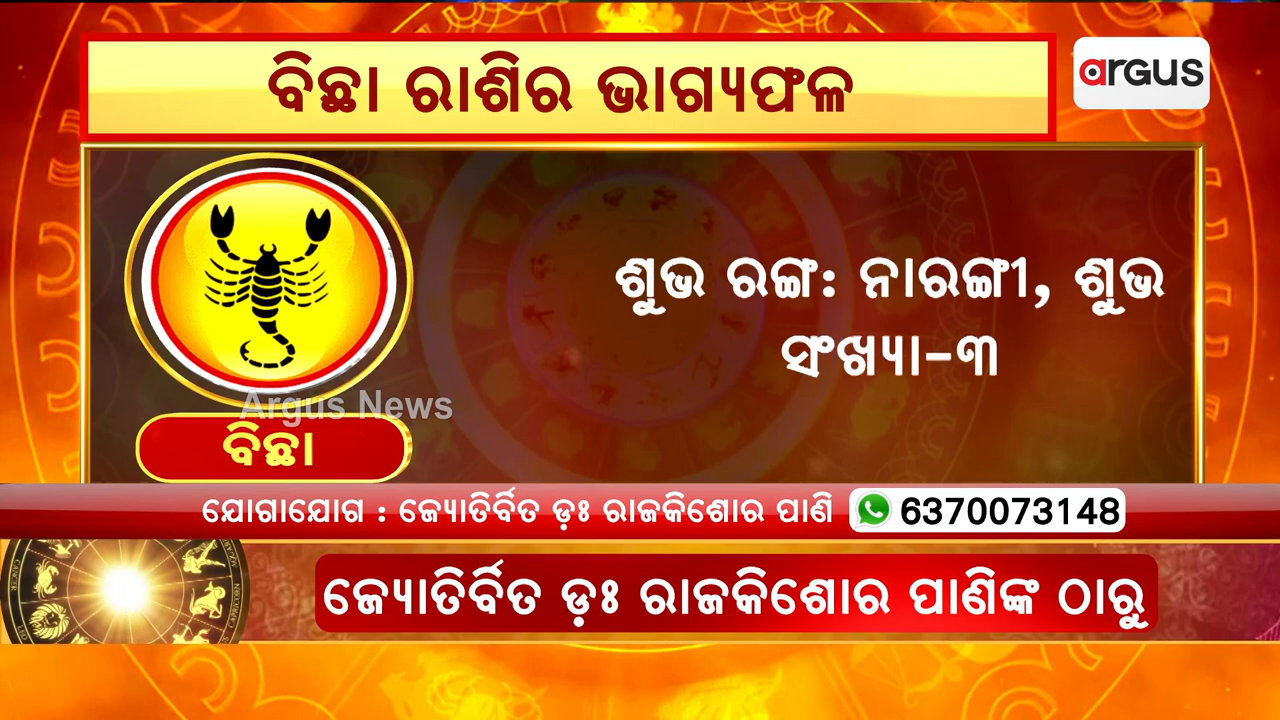 ବିଛା ରାଶିର ଭାଗ୍ୟଫଳ
argus
ଶୁଭ ରଙ୍ଗ: ନାରଙ୍ଗୀ, ଶୁଭ
ସଂଖ୍ୟା-୩
Argus News
ବିଛା
ଯୋଗାଯୋଗ : ଜ୍ୟୋତିର୍ବିତ ଡ଼ଃ ରାଜକିଶୋର ପାଣି 6370073148
ଜ୍ୟୋତିର୍ବିତ ଡ଼ଃ ରାଜକିଶୋର ପାଣିଙ୍କ ଠାରୁ